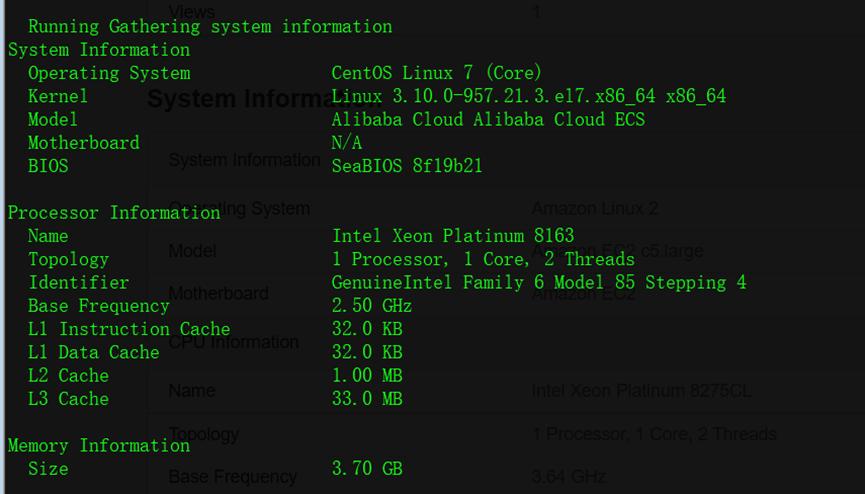 Views 1
Running Gathering system information
System Information
Operating System CentOS Linux 7 (Core)
Kernel Linux 3.10.0-957.21.3.el7.x86_64 x86_64
System Information
Model Alibaba Cloud Alibaba Cloud ECS
Motherboard N/A
System Information
BIOS SeaBIOS 8f19b21
Operating System Amazon Linux 2
Processor Information
Name Intel Xeon Platinum 8163
Model Amazon EC2 c5.large
Topology 1 Processor, 1 Core, 2 Threads
Identifier GenuineIntel Family 6 Model 85 Stepping 4
Motherboard Amazon EC2
Base Frequency 2.50 GHz
L1 Instruction Cache 32.0 KB
CPU Information
L1 Data Cache 32.0 KB
L2 Cache 1.00 MB
Name Intel Xeon Platinum 8275CL
L3 Cache 33.0 MB
Topology 1 Processor, 1 Core, 2 Threads
Memory Information
Size 3.70 GB
Base Frequency 3.64 GHz